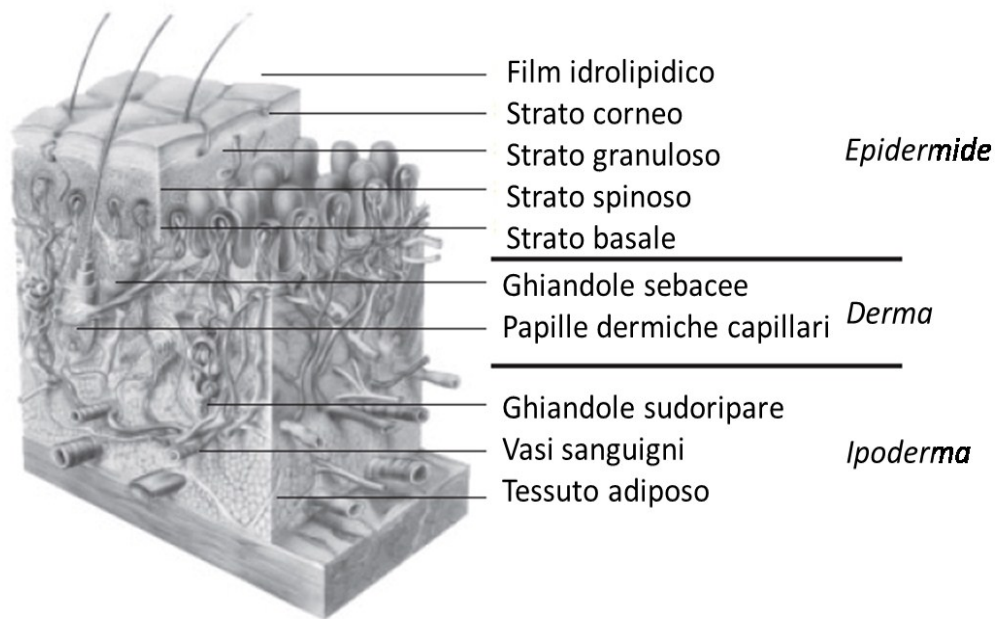 Film idrolipidico
Strato corneo
Strato granuloso
Epidermide
Strato spinoso
Strato basale
Ghiandole sebacee
Papille dermiche capillari
Derma
Ghiandole sudoripare
Vasi sanguigni
Ipoderma
Tessuto adiposo